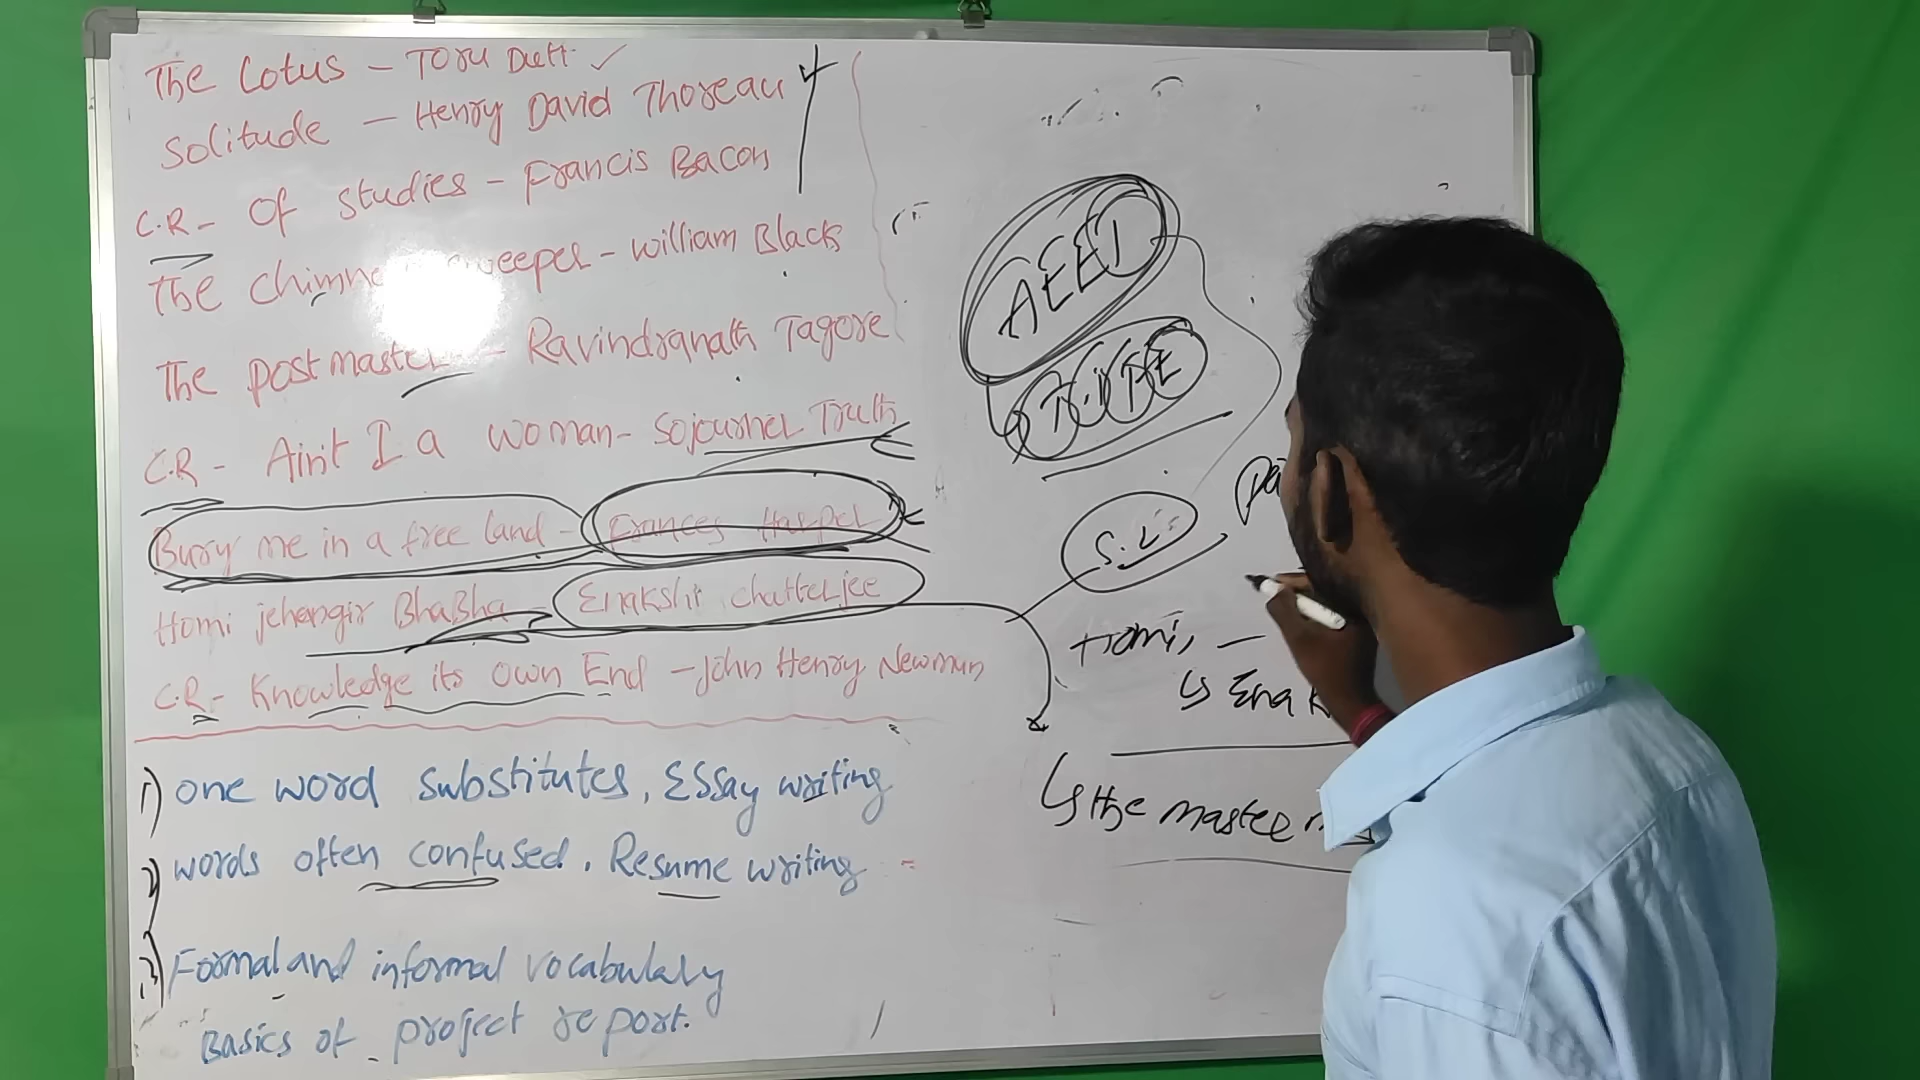 The Lotus - Toru Dutt ✓
Solitude - Henry David Thoreau
C.R - Of studies - Francis Bacon
The chimne weeper - William Black
The postmaster - Ravindranath Tagore
C.R - Ain't I a woman - Sojourner Truth
Bury me in a free land - Frances Harper
Homi jehangir BhaBha - Enakshi chatterjee
C.R - Knowledge its Own End - John Henry Newman
1) one word substitutes, Essay writing
2) words often confused. Resume writing
3) Formal and informal vocabulary
Basics of project report.
AEEI
S.L
Homi, -
↳ Ena
↳ the master